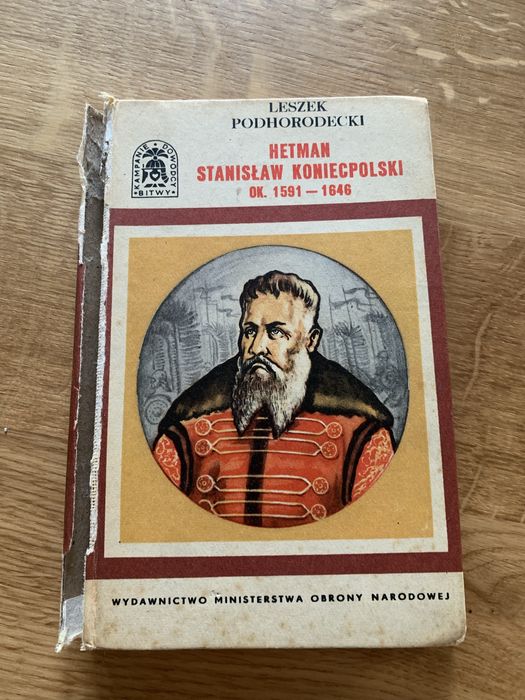 LESZEK
PODHORODECKI
HETMAN
STANISŁAW KONIECPOLSKI
OK. 1591 — 1646
KAMPANIE DOWÓDCY
BITWY
WYDAWNICTWO MINISTERSTWA OBRONY NARODOWEJ